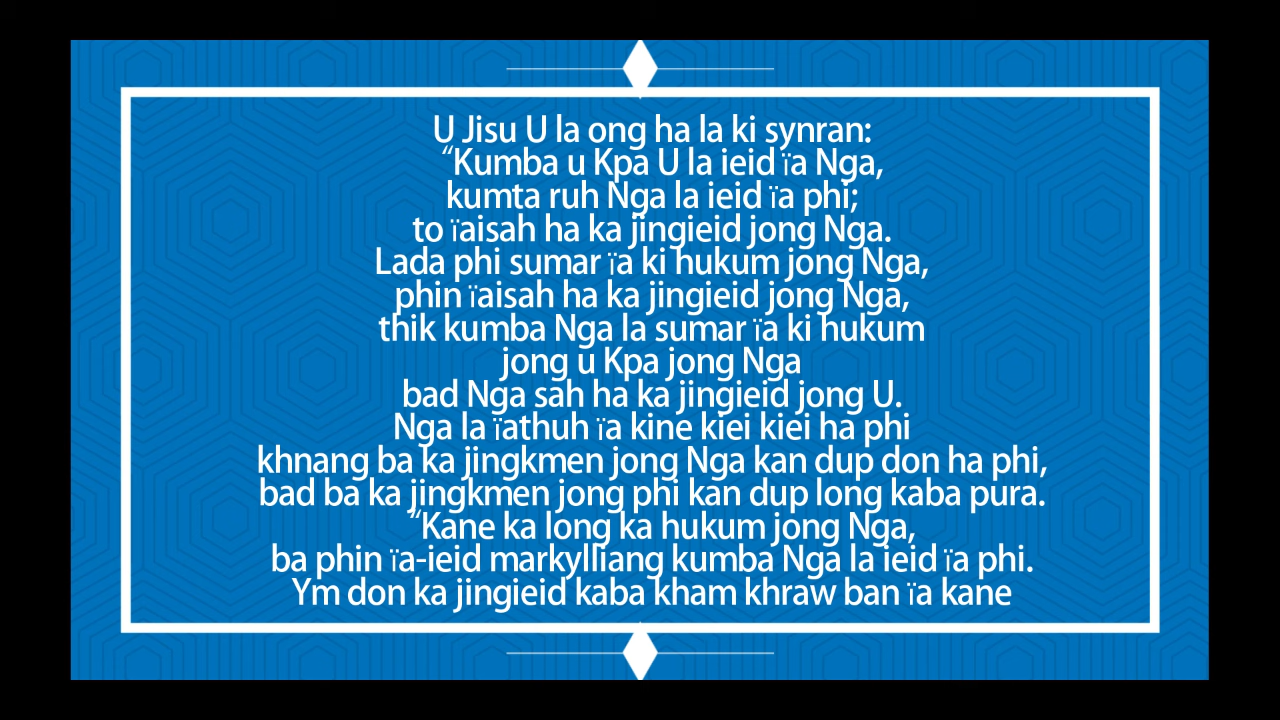 U Jisu U la ong ha la ki synran:
“Kumba u Kpa U la ieid ïa Nga,
kumta ruh Nga la ieid ïa phi;
to ïaisah ha ka jingieid jong Nga.
Lada phi sumar ïa ki hukum jong Nga,
phin ïaisah ha ka jingieid jong Nga,
thik kumba Nga la sumar ïa ki hukum
jong u Kpa jong Nga
bad Nga sah ha ka jingieid jong U.
Nga la ïathuh ïa kine kiei kiei ha phi
khnang ba ka jingkmen jong Nga kan dup don ha phi,
bad ba ka jingkmen jong phi kan dup long kaba pura.
“Kane ka long ka hukum jong Nga,
ba phin ïa-ieid markylliang kumba Nga la ieid ïa phi.
Ym don ka jingieid kaba kham khraw ban ïa kane